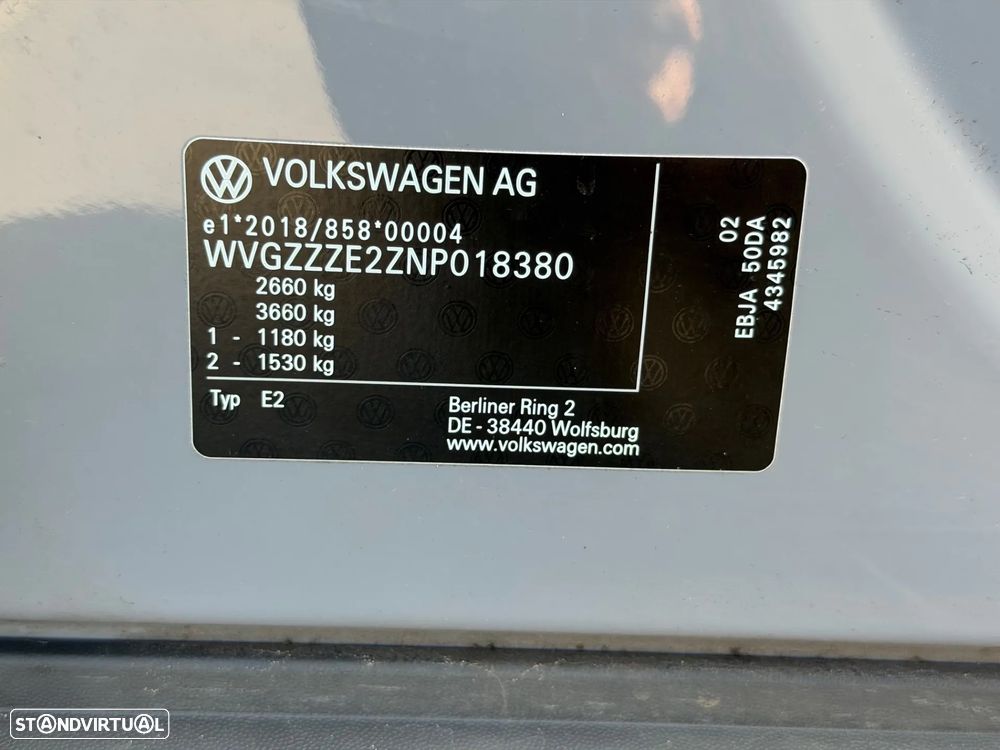 VOLKSWAGEN AG
e1*2018/858*00004
WVGZZZE2ZNP018380
2660 kg
3660 kg
1 - 1180 kg
2 - 1530 kg
Typ E2
Berliner Ring 2
DE - 38440 Wolfsburg
www.volkswagen.com
02
EBJA 50DA
4345982
STANDVIRTUAL